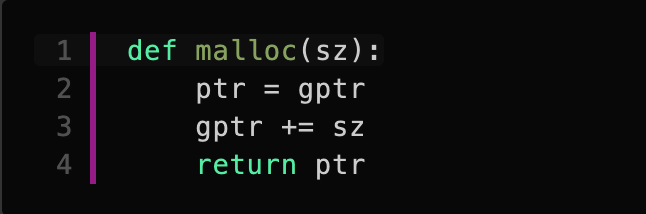 1 def malloc(sz):
2     ptr = gptr
3     gptr += sz
4     return ptr